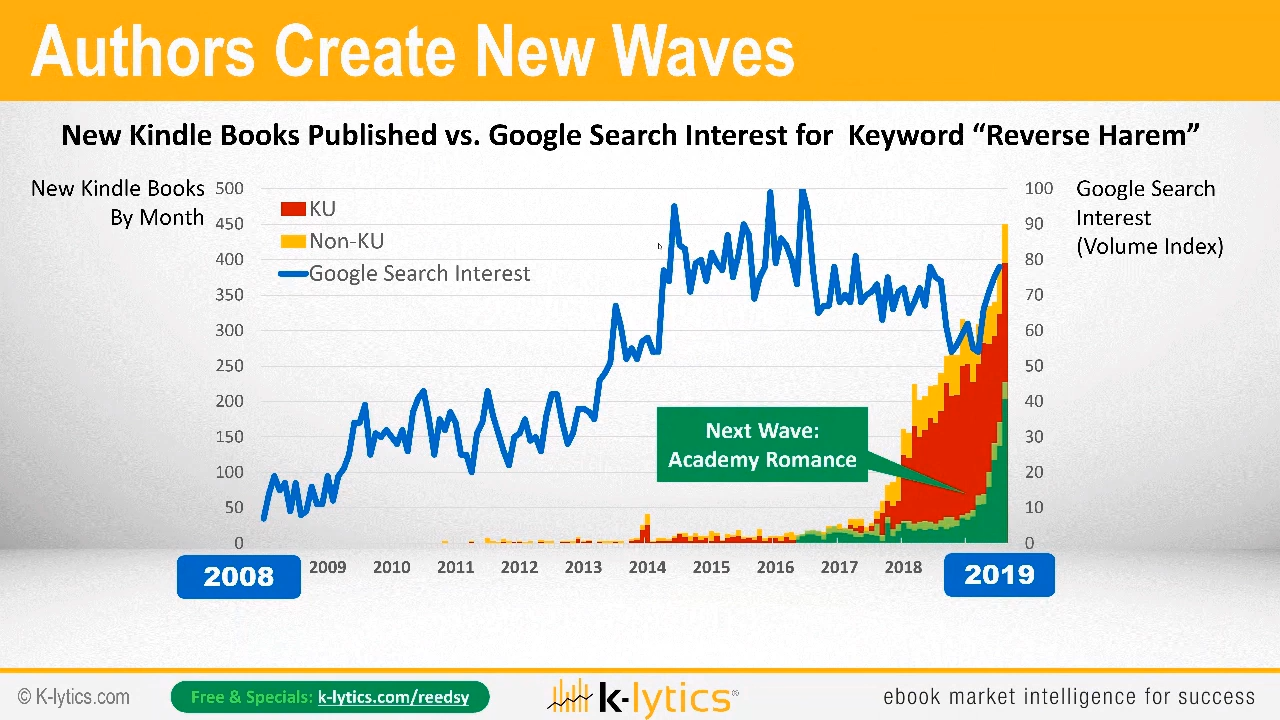 Authors Create New Waves
New Kindle Books Published vs. Google Search Interest for Keyword “Reverse Harem”
New Kindle Books
By Month
500
450
400
350
300
250
200
150
100
50
0
KU
Non-KU
Google Search Interest
Next Wave:
Academy Romance
100
90
80
70
60
50
40
30
20
10
0
Google Search
Interest
(Volume Index)
2008 2009 2010 2011 2012 2013 2014 2015 2016 2017 2018 2019
© K-lytics.com
Free & Specials: k-lytics.com/reedsy
k-lytics®
ebook market intelligence for success